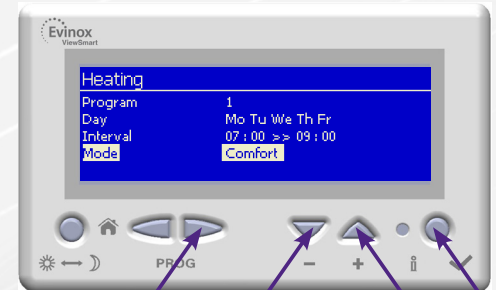 Evinox
ViewSmart
Heating
Program 1
Day Mo Tu We Th Fr
Interval 07:00 >> 09:00
Mode Comfort
PROG - + i